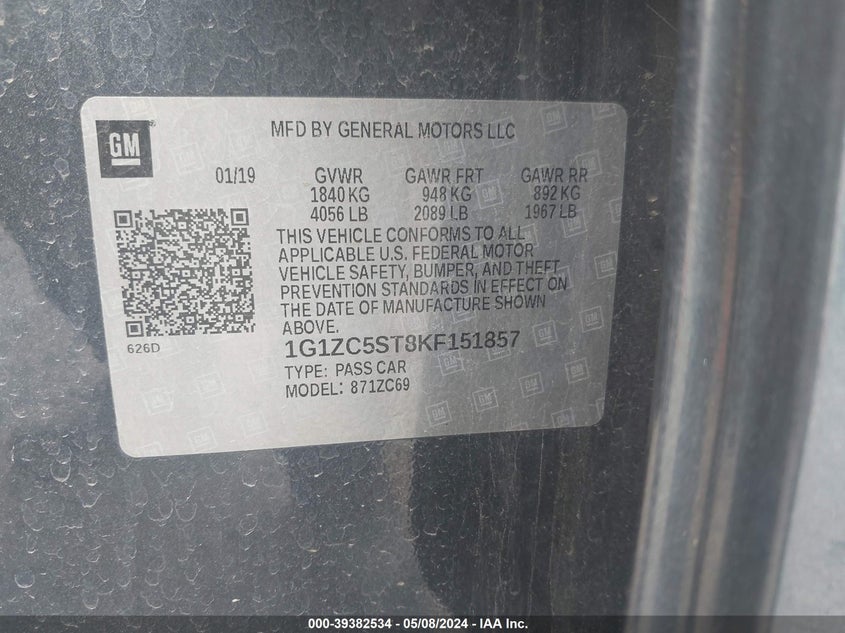 GM
MFD BY GENERAL MOTORS LLC
01/19 GVWR GAWR FRT GAWR RR
1840 KG 948 KG 892 KG
4056 LB 2089 LB 1967 LB
THIS VEHICLE CONFORMS TO ALL
APPLICABLE U.S. FEDERAL MOTOR
VEHICLE SAFETY, BUMPER, AND THEFT
PREVENTION STANDARDS IN EFFECT ON
THE DATE OF MANUFACTURE SHOWN
ABOVE.
626D
1G1ZC5ST8KF151857
TYPE: PASS CAR
MODEL: 871ZC69
000-39382534 - 05/08/2024 - IAAI.com